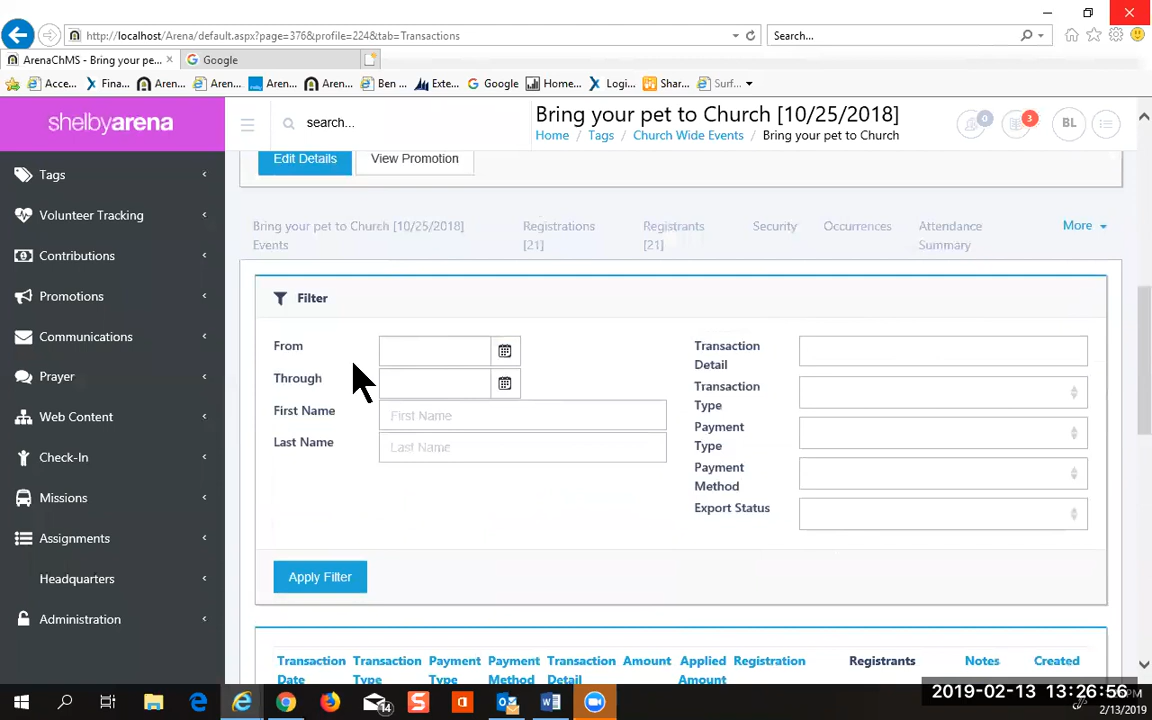 http://localhost/Arena/default.aspx?page=376&profile=224&tab=Transactions
Search...
ArenaChMS - Bring your pe...
Google
Acce...
Fina...
Aren...
Aren...
Aren...
Aren...
Ben ...
Exte...
Google
Home...
Logi...
Shar...
Surf...
shelbyarena
search...
Bring your pet to Church [10/25/2018]
Home / Tags / Church Wide Events / Bring your pet to Church
0
3
BL
Tags
Volunteer Tracking
Contributions
Promotions
Communications
Prayer
Web Content
Check-In
Missions
Assignments
Headquarters
Administration
Edit Details
View Promotion
Bring your pet to Church [10/25/2018]
Events
Registrations
[21]
Registrants
[21]
Security
Occurrences
Attendance
Summary
More
Filter
From
Through
First Name
First Name
Last Name
Last Name
Transaction
Detail
Transaction
Type
Payment
Type
Payment
Method
Export Status
Apply Filter
Transaction
Date
Transaction
Type
Payment
Type
Payment
Method
Transaction
Detail
Amount
Applied
Amount
Registration
Registrants
Notes
Created
14
2019-02-13 13:26:56
PM
2/13/2019